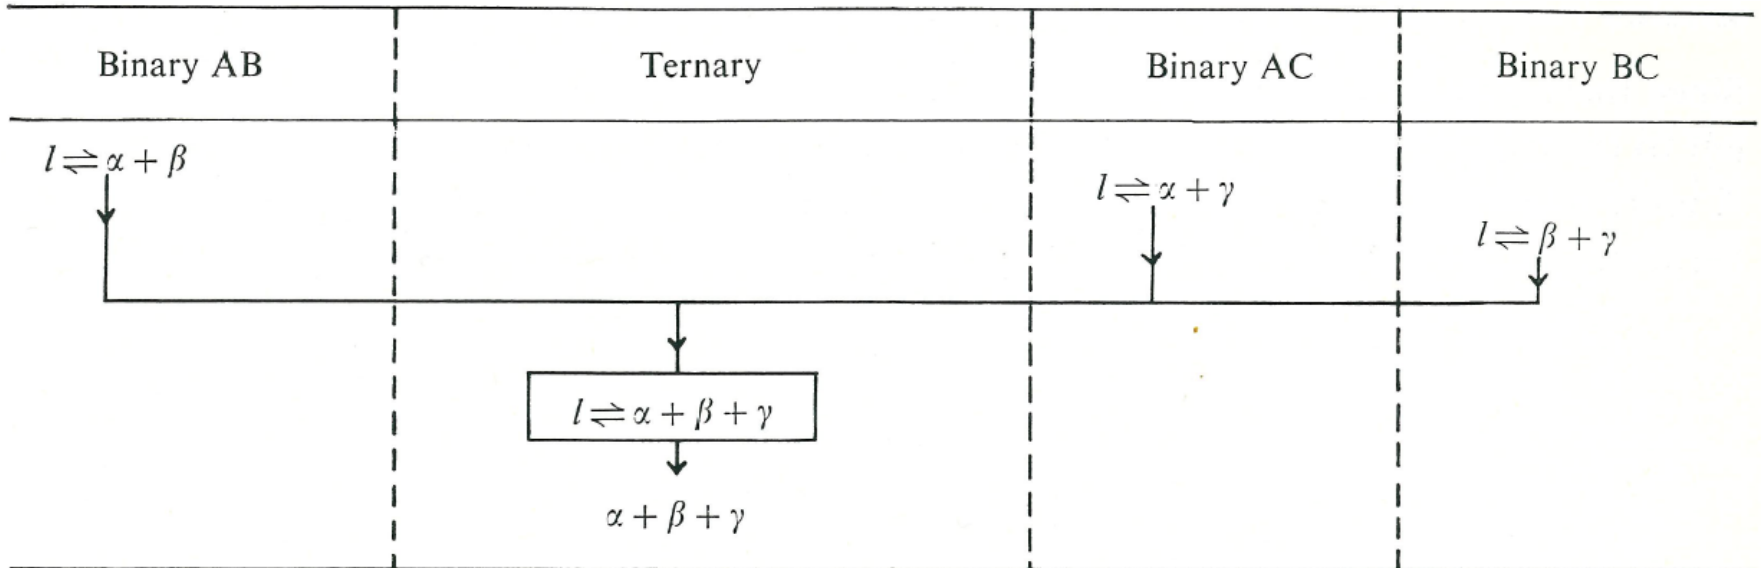 Binary AB Ternary Binary AC Binary BC
l ⇌ α + β
l ⇌ α + γ
l ⇌ β + γ
l ⇌ α + β + γ
α + β + γ